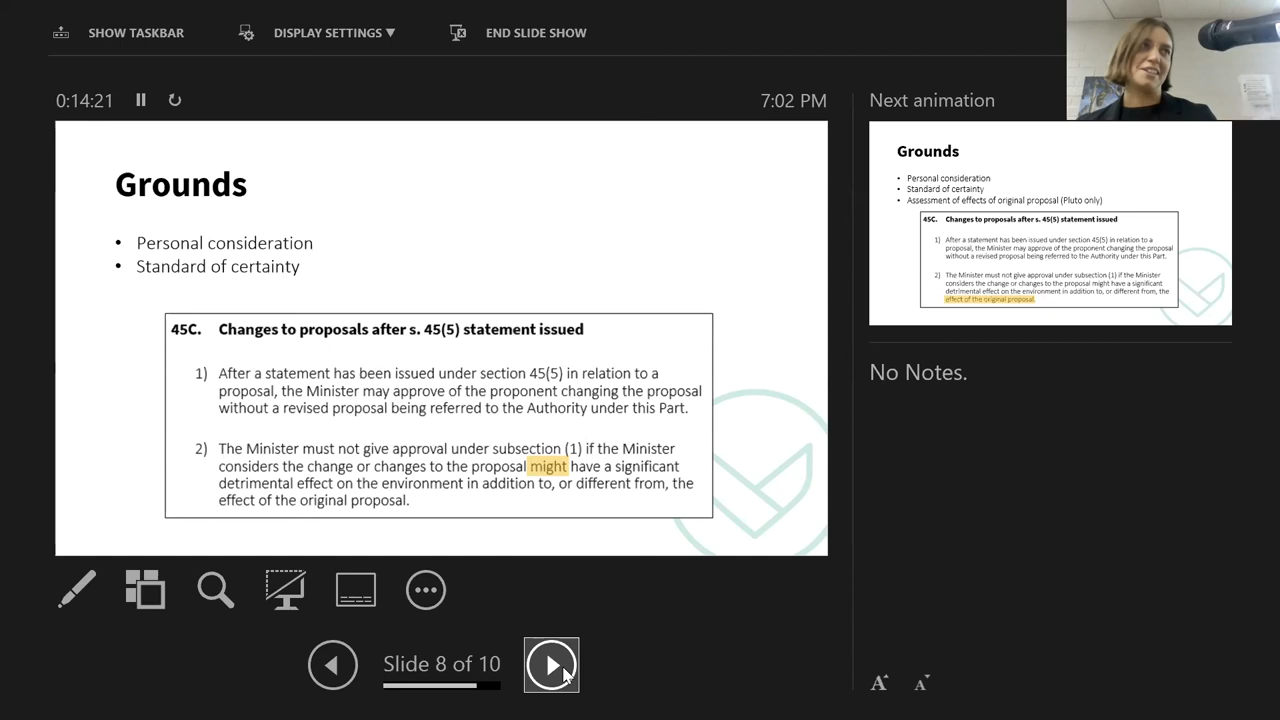 SHOW TASKBAR
DISPLAY SETTINGS ▼
END SLIDE SHOW
0:14:21
7:02 PM
Grounds
• Personal consideration
• Standard of certainty
45C. Changes to proposals after s. 45(5) statement issued
1) After a statement has been issued under section 45(5) in relation to a
proposal, the Minister may approve of the proponent changing the proposal
without a revised proposal being referred to the Authority under this Part.
2) The Minister must not give approval under subsection (1) if the Minister
considers the change or changes to the proposal might have a significant
detrimental effect on the environment in addition to, or different from, the
effect of the original proposal.
Slide 8 of 10
Next animation
Grounds
• Personal consideration
• Standard of certainty
• Assessment of effects of original proposal (Pluto only)
45C. Changes to proposals after s. 45(5) statement issued
1) After a statement has been issued under section 45(5) in relation to a
proposal, the Minister may approve of the proponent changing the proposal
without a revised proposal being referred to the Authority under this Part.
2) The Minister must not give approval under subsection (1) if the Minister
considers the change or changes to the proposal might have a significant
detrimental effect on the environment in addition to, or different from, the
effect of the original proposal.
No Notes.
A A